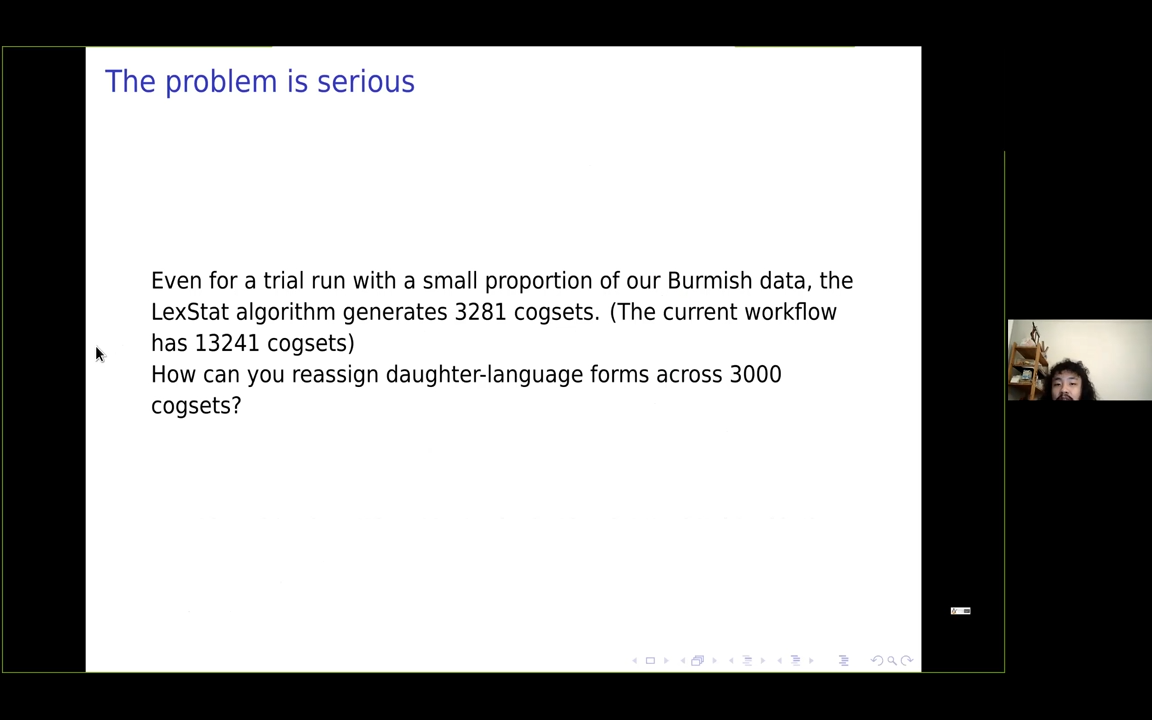 The problem is serious
Even for a trial run with a small proportion of our Burmish data, the
LexStat algorithm generates 3281 cogsets. (The current workflow
has 13241 cogsets)
How can you reassign daughter-language forms across 3000
cogsets?